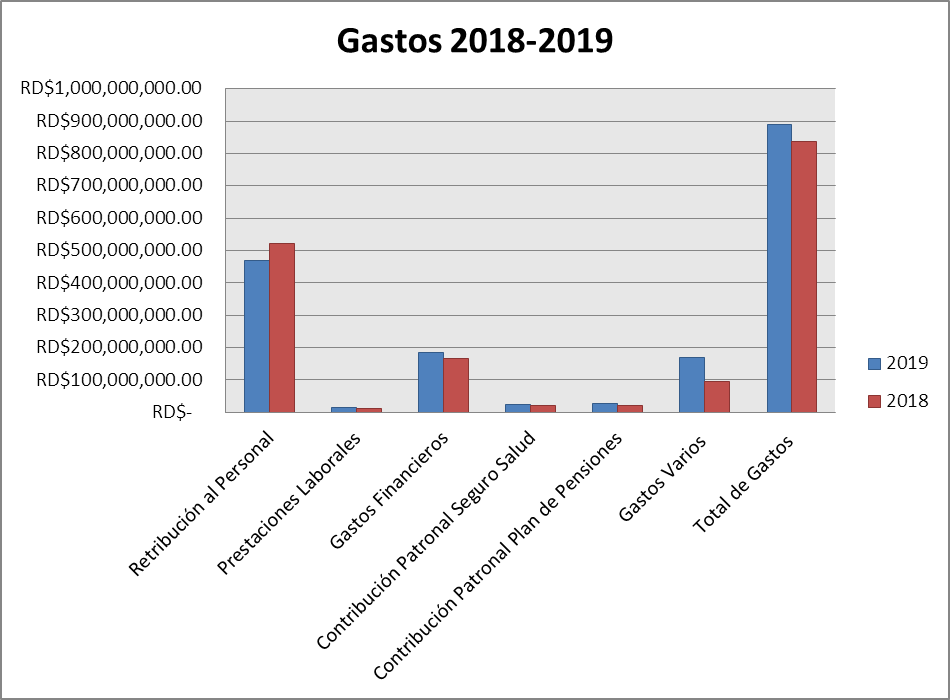 Gastos 2018-2019
RD$1,000,000,000.00
RD$900,000,000.00
RD$800,000,000.00
RD$700,000,000.00
RD$600,000,000.00
RD$500,000,000.00
RD$400,000,000.00
RD$300,000,000.00
RD$200,000,000.00
RD$100,000,000.00
RD$-
Retribución al Personal
Prestaciones Laborales
Gastos Financieros
Contribución Patronal Seguro Salud
Contribución Patronal Plan de Pensiones
Gastos Varios
Total de Gastos
2019
2018